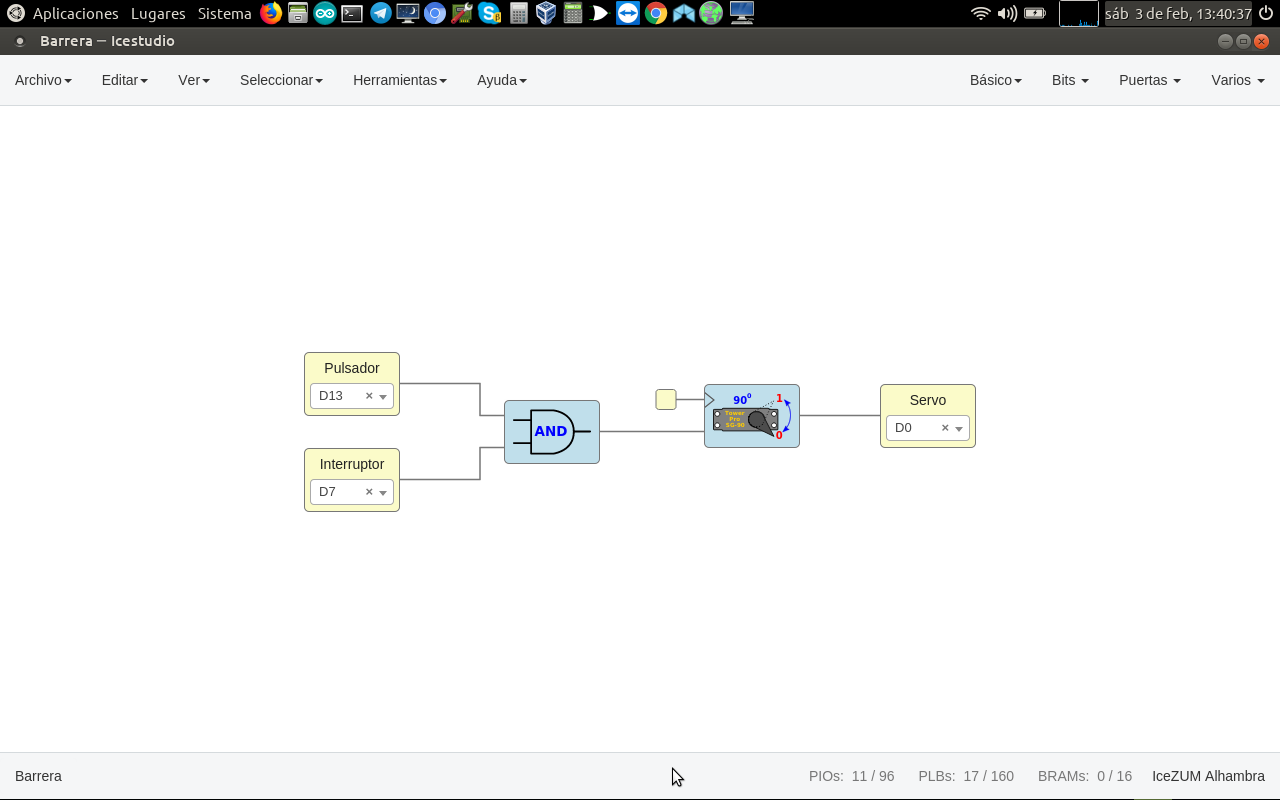 Aplicaciones Lugares Sistema sáb 3 de feb, 13:40:37
Barrera — Icestudio
Archivo Editar Ver Seleccionar Herramientas Ayuda Básico Bits Puertas Varios
Pulsador
D13 ×
Interruptor
D7 ×
AND
90⁰ 1
Tower
Pro
SG-90
0
Servo
D0 ×
Barrera PIOs: 11 / 96 PLBs: 17 / 160 BRAMs: 0 / 16 IceZUM Alhambra